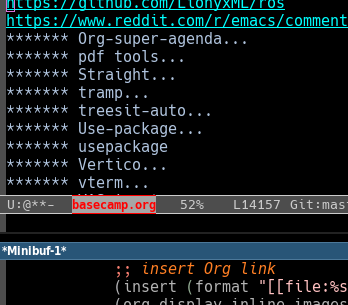 https://github.com/LionyxML/ros
https://www.reddit.com/r/emacs/comment
******* Org-super-agenda...
******* pdf tools...
******* Straight...
******* tramp...
******* treesit-auto...
******* Use-package...
******* usepackage
******* Vertico...
******* vterm...
U:@**- basecamp.org 52% L14157 Git:mas
*Minibuf-1*
;; insert Org link
(insert (format "[[file:%s
(org-display-inline-images